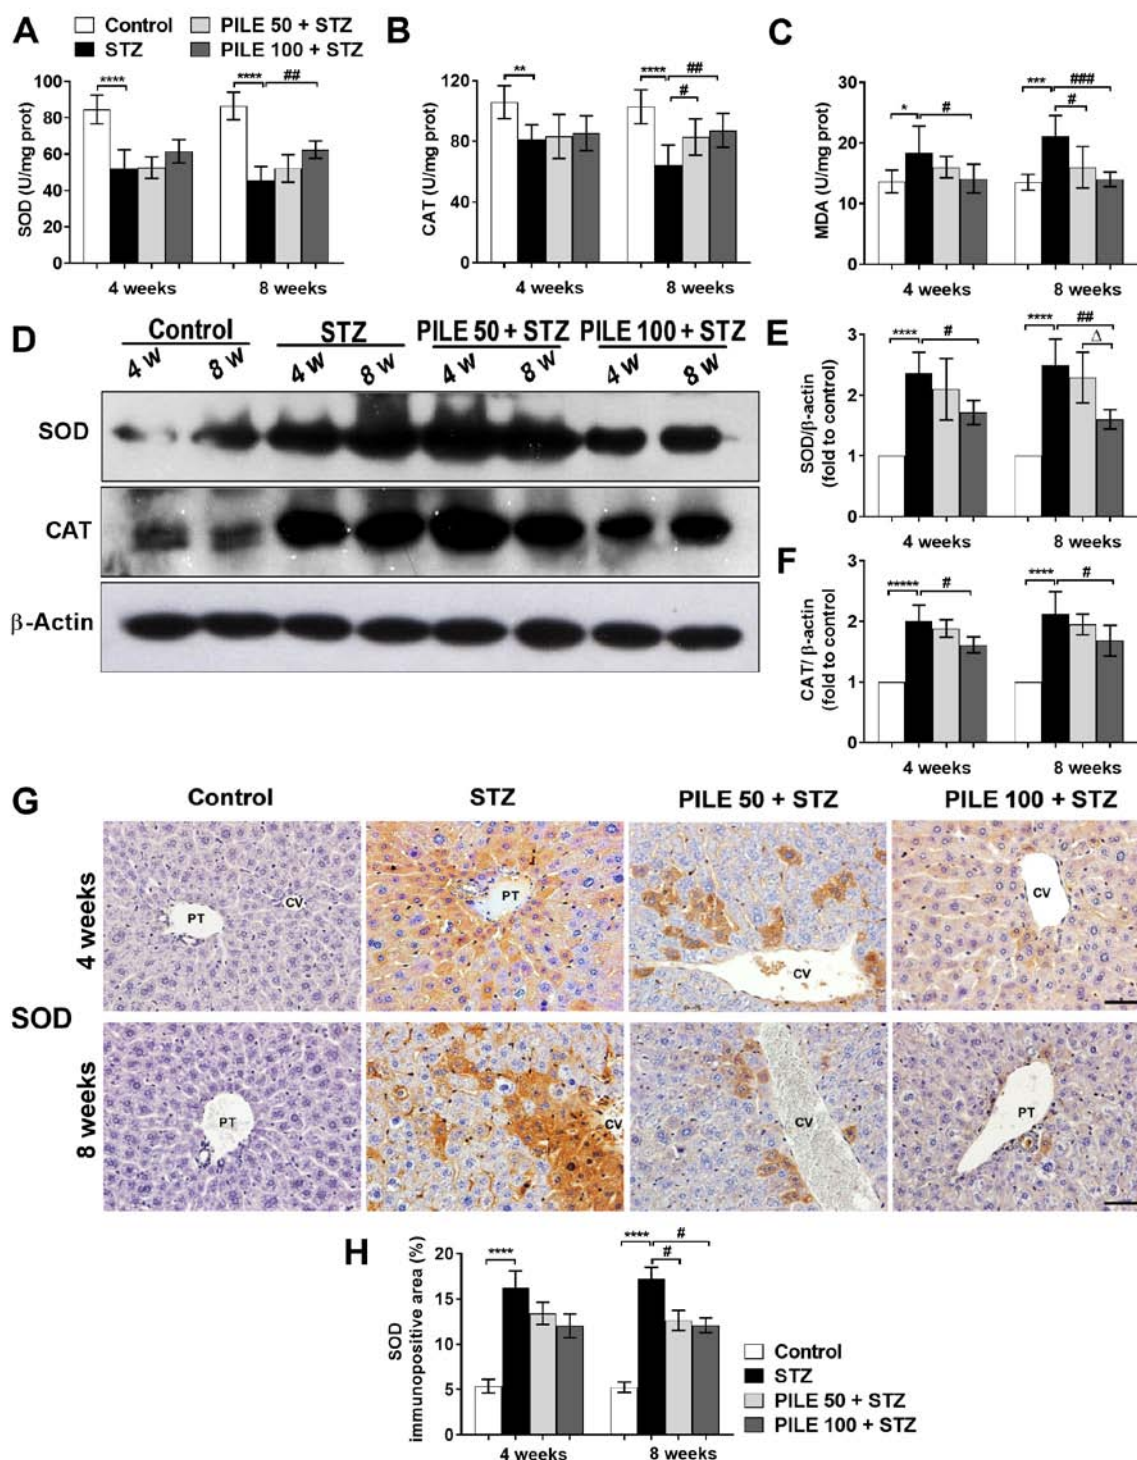 A
Control
STZ
PILE 50 + STZ
PILE 100 + STZ
SOD (U/mg prot)
100
80
60
40
20
0
****
****
##
4 weeks
8 weeks
B
CAT (U/mg prot)
120
80
40
0
**
****
##
#
4 weeks
8 weeks
C
MDA (U/mg prot)
30
20
10
0
*
#
***
###
#
4 weeks
8 weeks
D
Control
STZ
PILE 50 + STZ
PILE 100 + STZ
4 w
8 w
4 w
8 w
4 w
8 w
4 w
8 w
SOD
CAT
β-Actin
E
SOD/β-actin
(fold to control)
3
2
1
0
****
#
****
##
Δ
4 weeks
8 weeks
F
CAT/ β-actin
(fold to control)
3
2
1
0
*****
#
****
#
4 weeks
8 weeks
G
Control
STZ
PILE 50 + STZ
PILE 100 + STZ
SOD
4 weeks
PT
CV
PT
CV
CV
8 weeks
PT
CV
CV
PT
H
SOD
immunopositive area (%)
20
15
10
5
0
****
****
#
#
4 weeks
8 weeks
Control
STZ
PILE 50 + STZ
PILE 100 + STZ